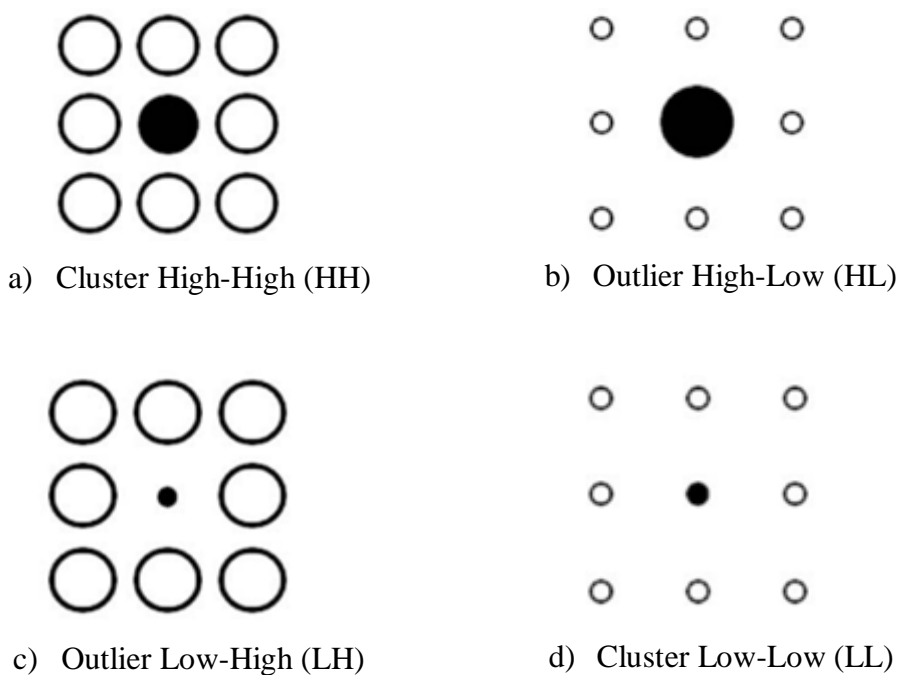 a) Cluster High-High (HH)
b) Outlier High-Low (HL)
c) Outlier Low-High (LH)
d) Cluster Low-Low (LL)